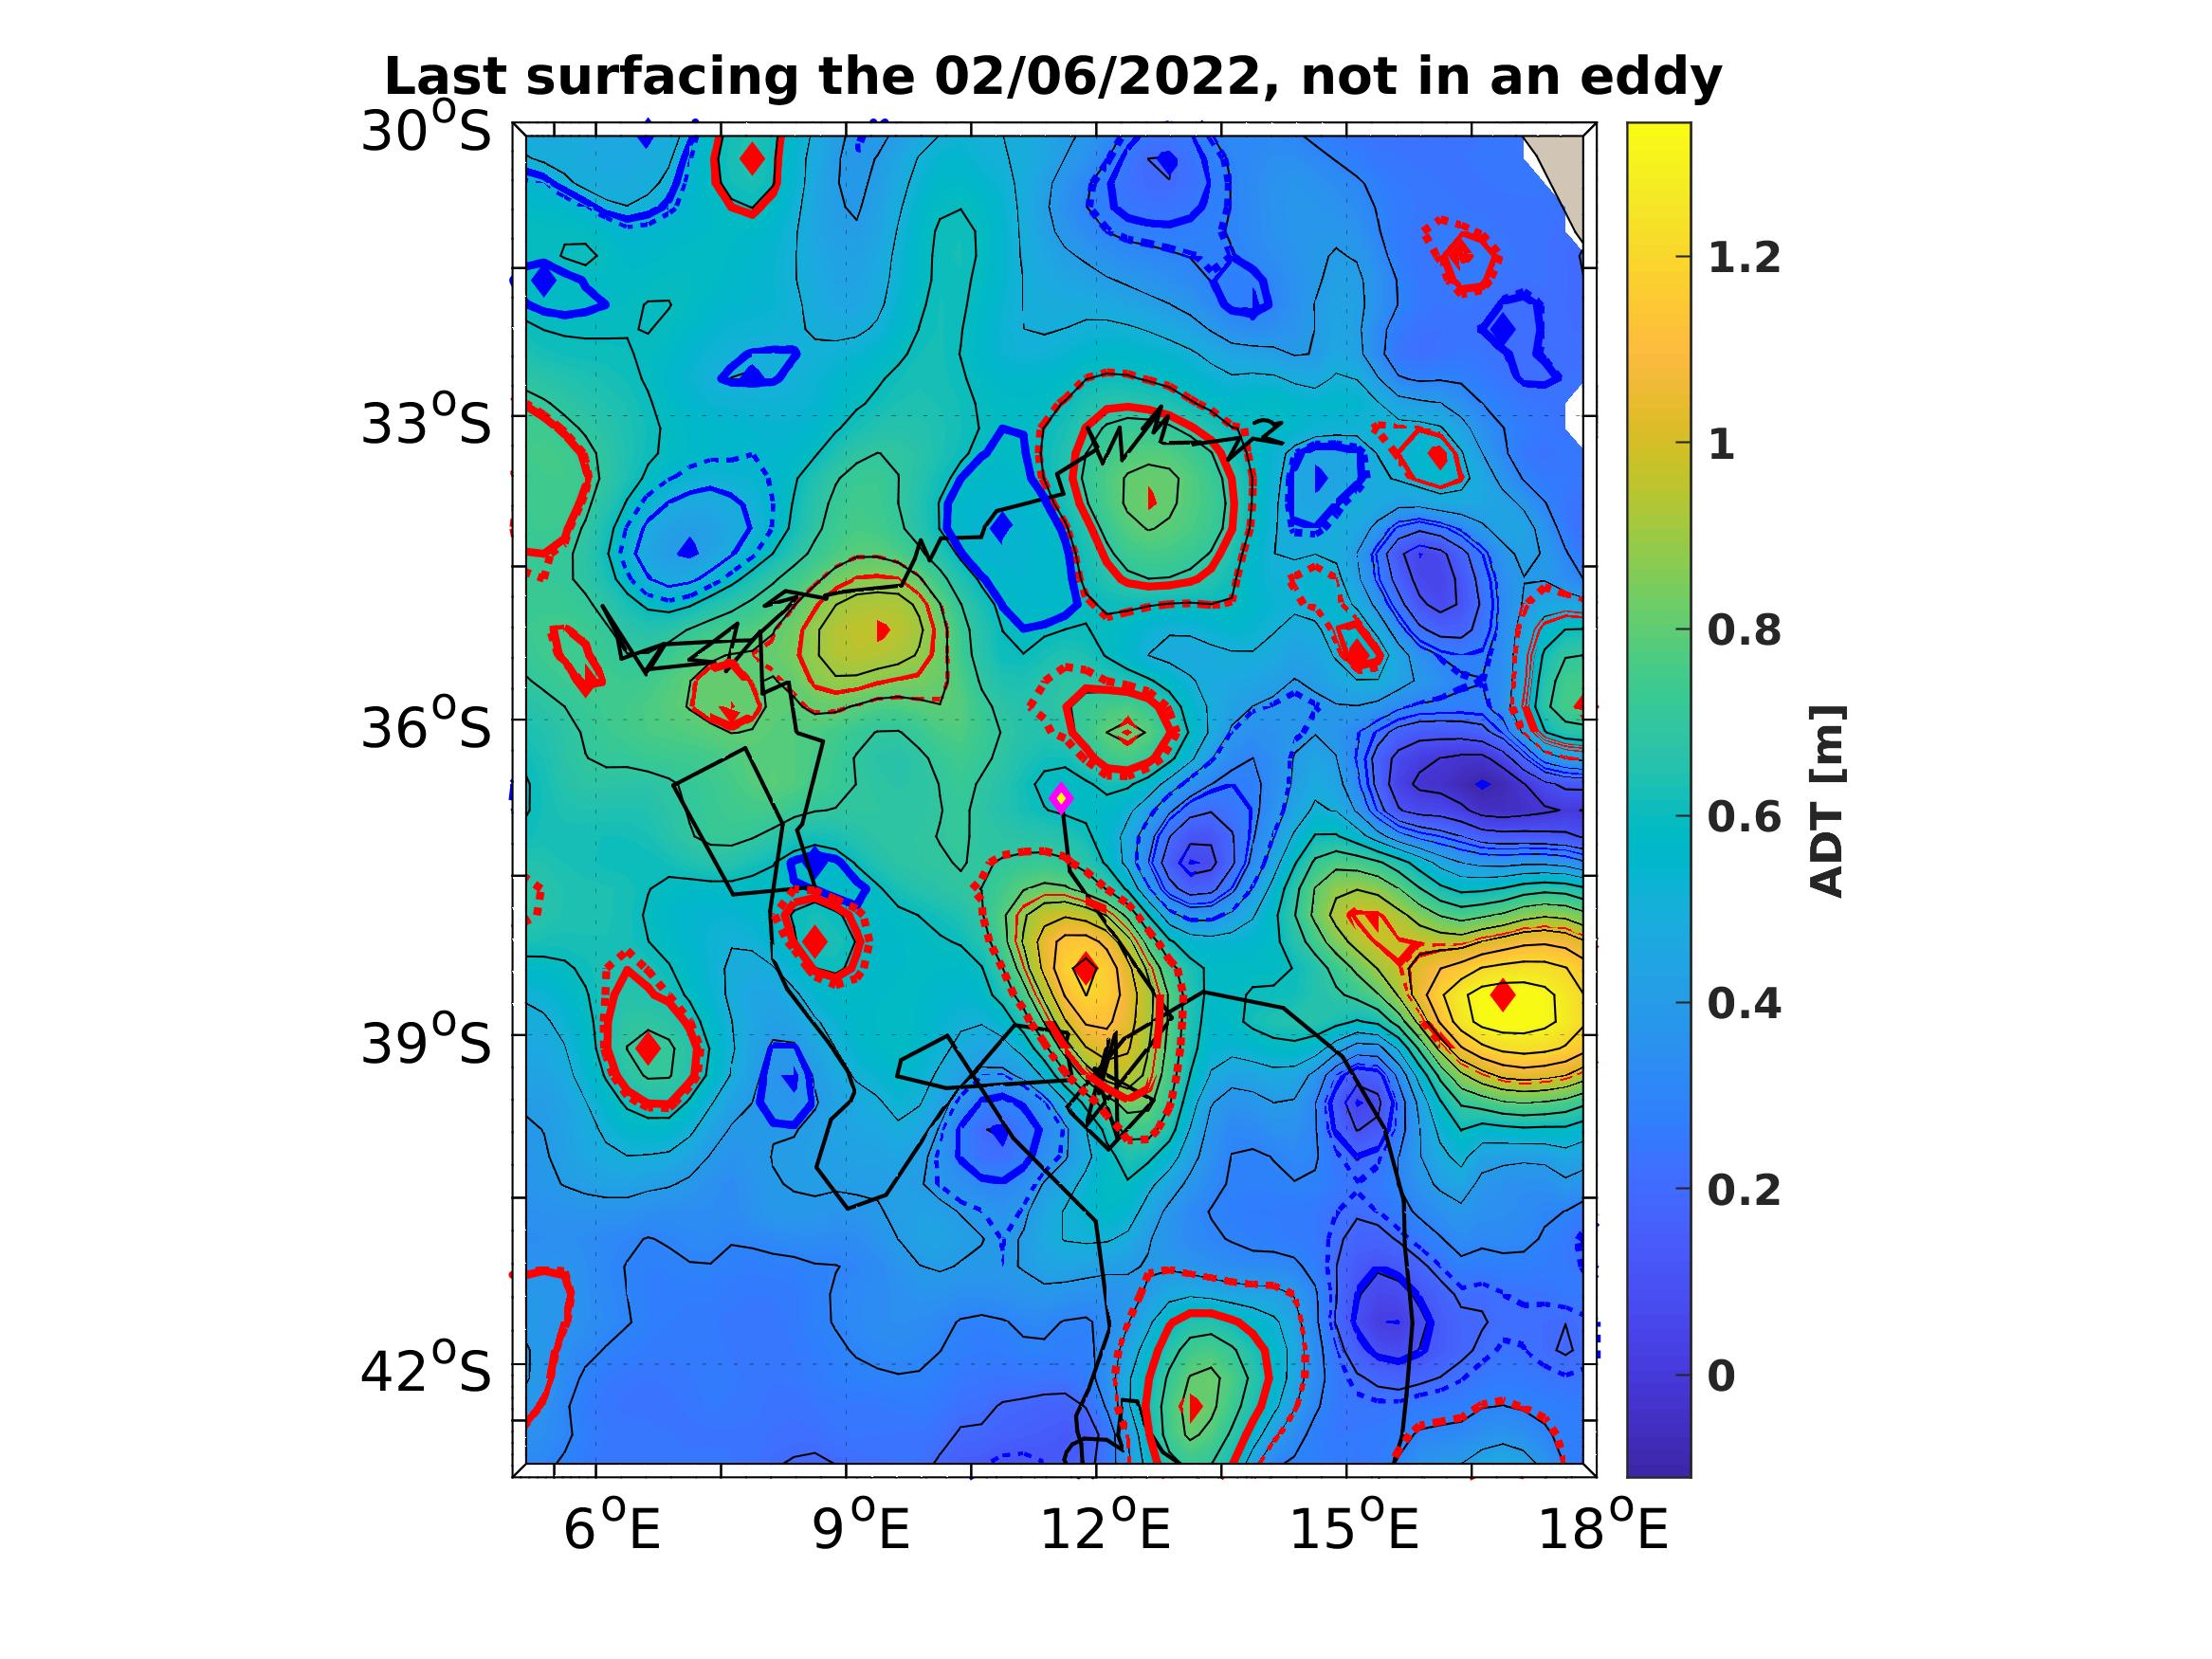 Last surfacing the 02/06/2022, not in an eddy
30°S
33°S
36°S
39°S
42°S
6°E
9°E
12°E
15°E
18°E
1.2
1
0.8
0.6
0.4
0.2
0
ADT [m]